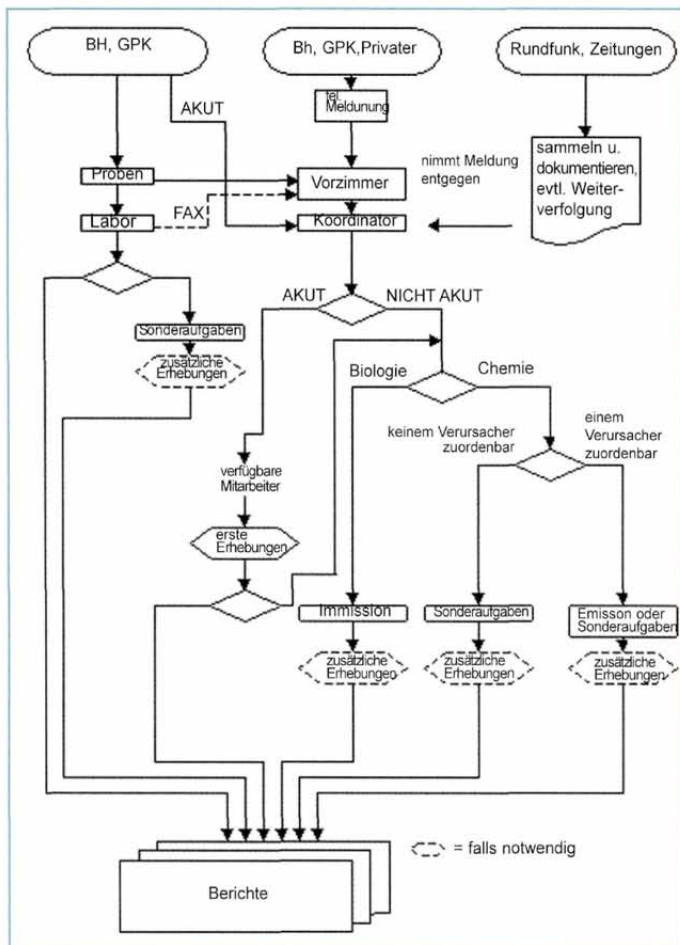 BH, GPK
Bh, GPK,Privater
Rundfunk, Zeitungen
AKUT
tel.
Meldunung
Proben
Vorzimmer
nimmt Meldung
entgegen
sammeln u.
dokumentieren,
evtl. Weiter-
verfolgung
Labor
FAX
Koordinator
AKUT
NICHT AKUT
Sonderaufgaben
zusätzliche
Erhebungen
Biologie
Chemie
keinem Verursacher
zuordenbar
einem
Verursacher
zuordenbar
verfügbare
Mitarbeiter
erste
Erhebungen
Immission
Sonderaufgaben
Emisson oder
Sonderaufgaben
zusätzliche
Erhebungen
zusätzliche
Erhebungen
zusätzliche
Erhebungen
= falls notwendig
Berichte